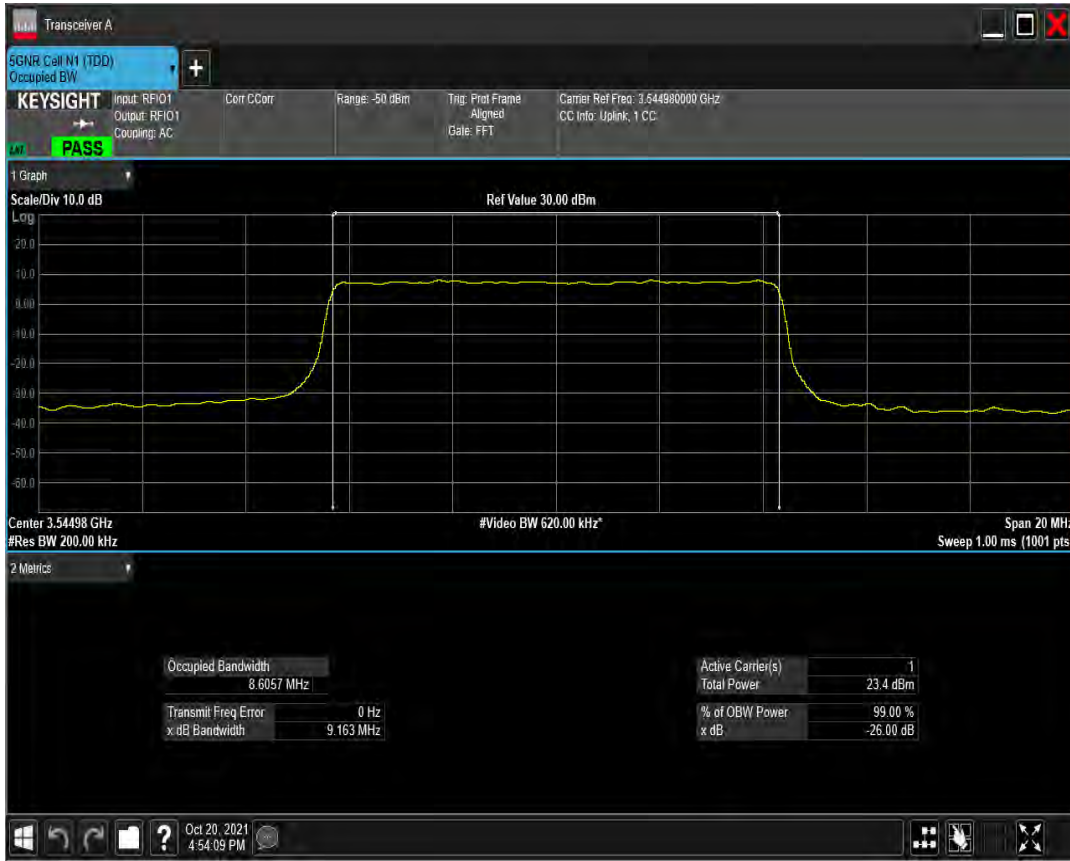 Transceiver A
5GNR Cell N1 (TDD)
Occupied BW
+
KEYSIGHT
Input: RFIO1
Output: RFIO1
Coupling: AC
Corr CCorr
Range: -50 dBm
Trig: Prot Frame
Aligned
Gate: FFT
Carrier Ref Freq: 3.544980000 GHz
CC Info: Uplink, 1 CC
PASS
1 Graph
Scale/Div 10.0 dB
Ref Value 30.00 dBm
Log
20.0
10.0
0.00
-10.0
-20.0
-30.0
-40.0
-50.0
-60.0
Center 3.54498 GHz
#Video BW 620.00 kHz*
Span 20 MHz
#Res BW 200.00 kHz
Sweep 1.00 ms (1001 pts
2 Metrics
Occupied Bandwidth
8.6057 MHz
Transmit Freq Error 0 Hz
x dB Bandwidth 9.163 MHz
Active Carrier(s) 1
Total Power 23.4 dBm
% of OBW Power 99.00 %
x dB -26.00 dB
?
Oct 20, 2021
4:54:09 PM